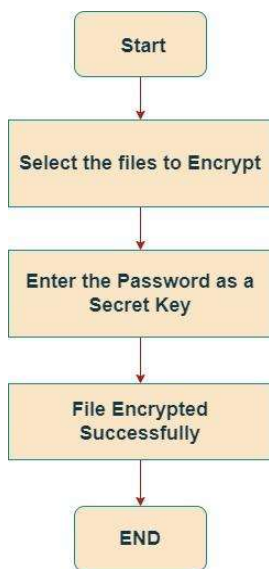 Start
Select the files to Encrypt
Enter the Password as a
Secret Key
File Encrypted
Successfully
END